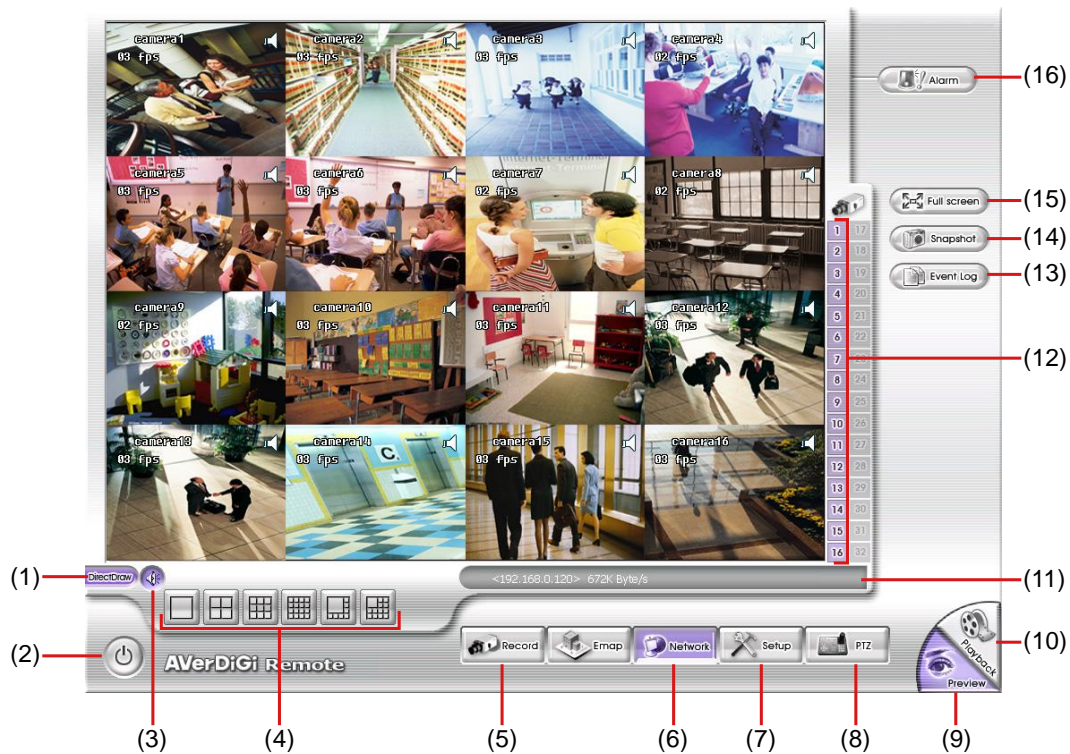 camera1
03 fps
camera2
03 fps
camera3
03 fps
camera4
02 fps
camera5
03 fps
camera6
03 fps
Internet-Terminal
camera7
02 fps
camera8
02 fps
camera9
02 fps
camera10
03 fps
camera11
03 fps
camera12
03 fps
camera13
03 fps
camera14
03 fps
C.
camera15
03 fps
camera16
03 fps
Alarm
(16)
Full screen
(15)
Snapshot
(14)
Event Log
(13)
1 17
2 18
3 19
4 20
5 21
6 22
7
8 24
9 25
10 26
11 27
12 28
13 29
14 30
15 31
16 32
(12)
(1)
DirectDraw
<192.168.0.120> 672K Byte/s
(11)
(2)
AVerDiGi Remote
Record
Emap
Network
Setup
PTZ
Playback
Preview
(10)
(3)
(4)
(5)
(6)
(7)
(8)
(9)